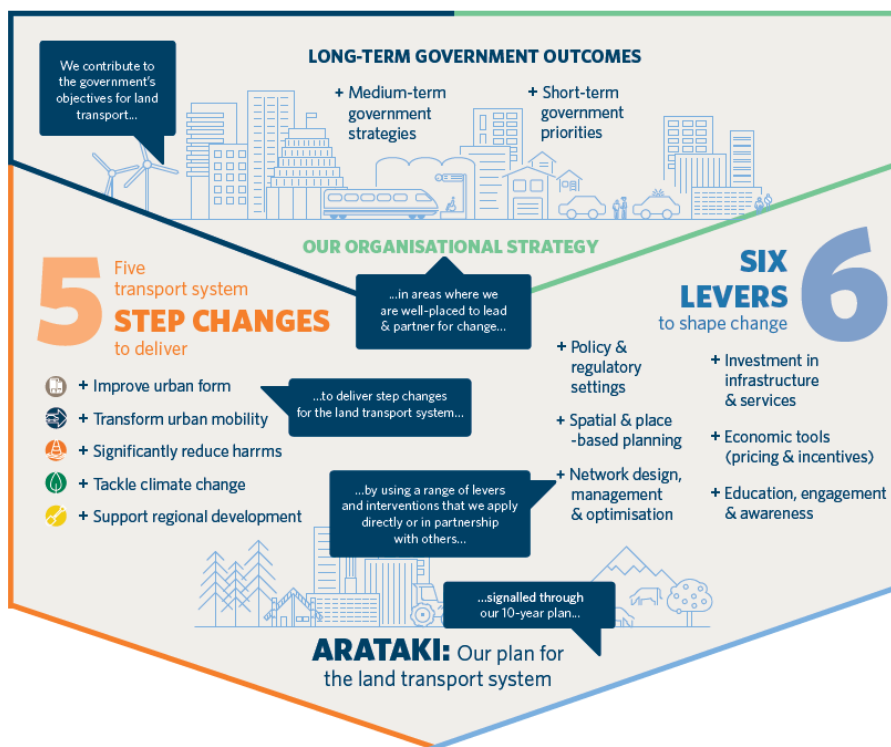 LONG-TERM GOVERNMENT OUTCOMES
We contribute to
the government's
objectives for land
transport...
+ Medium-term
government
strategies
+ Short-term
government
priorities
OUR ORGANISATIONAL STRATEGY
...in areas where we
are well-placed to lead
& partner for change...
5
Five
transport system
STEP CHANGES
to deliver
+ Improve urban form
+ Transform urban mobility
+ Significantly reduce harrms
+ Tackle climate change
+ Support regional development
...to deliver step changes
for the land transport system...
SIX
LEVERS
to shape change
6
+ Policy &
regulatory
settings
+ Spatial & place
-based planning
+ Network design,
management
& optimisation
+ Investment in
infrastructure
& services
+ Economic tools
(pricing & incentives)
+ Education, engagement
& awareness
...by using a range of levers
and interventions that we apply
directly or in partnership
with others...
...signalled through
our 10-year plan...
ARATAKI: Our plan for
the land transport system